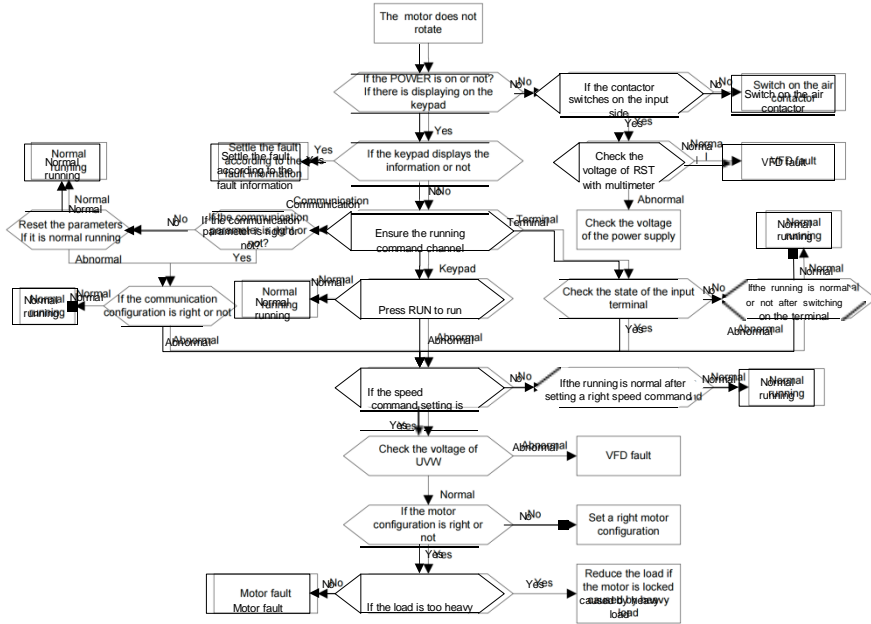 The motor does not
rotate
If the POWER is on or not?
If there is displaying on the
keypad
No
If the contactor
switches on the input
side
No
Switch on the air
contactor
Yes
Yes
If the keypad displays the
information or not
Yes
Settle the fault
according to the
fault information
Check the
voltage of RST
with multimeter
Normal
VFD fault
Normal
running
Normal
No
Abnormal
Check the voltage
of the power supply
Reset the parameters
If it is normal running
No
If the communication
parameter is right or
not?
Communication
Ensure the running
command channel
Terminal
Normal
running
Normal
Abnormal
Yes
Keypad
Normal
running
Normal
If the communication
configuration is right or not
Normal
running
Normal
Press RUN to run
Check the state of the input
terminal
No
If the running is normal
or not after switching
on the terminal
Abnormal
Abnormal
Yes
Abnormal
If the speed
command setting is
No
If the running is normal after
setting a right speed command
Normal
Normal
running
Yes
Check the voltage of
UVW
Abnormal
VFD fault
Normal
If the motor
configuration is right or
not
No
Set a right motor
configuration
Yes
Motor fault
No
If the load is too heavy
Yes
Reduce the load if
the motor is locked
caused by heavy
load